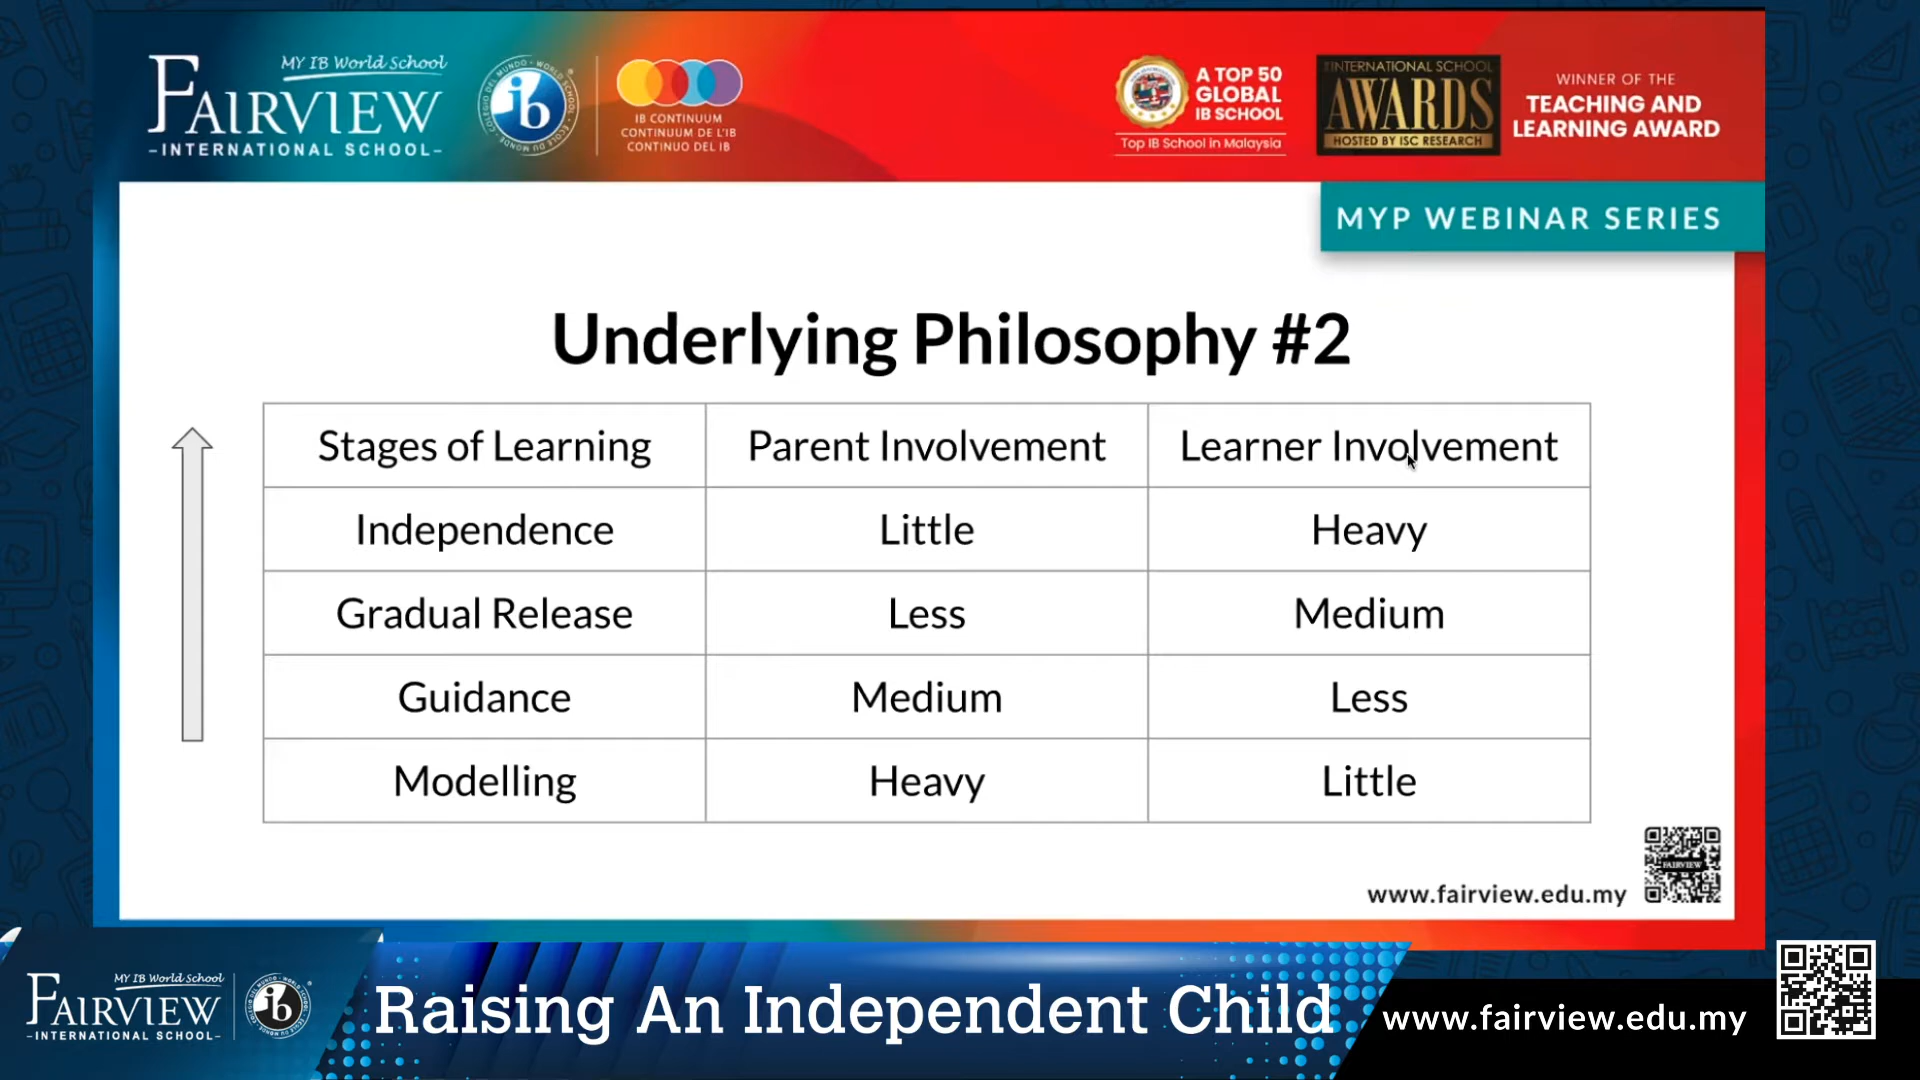 MY IB World School
FAIRVIEW
-INTERNATIONAL SCHOOL-
ib
IB CONTINUUM
CONTINUUM DE L'IB
CONTINUO DEL IB
A TOP 50
GLOBAL
IB SCHOOL
Top IB School in Malaysia
INTERNATIONAL SCHOOL
AWARDS
HOSTED BY ISC RESEARCH
WINNER OF THE
TEACHING AND
LEARNING AWARD
MYP WEBINAR SERIES
Underlying Philosophy #2
Stages of Learning Parent Involvement Learner Involvement
Independence Little Heavy
Gradual Release Less Medium
Guidance Medium Less
Modelling Heavy Little
FAIRVIEW
www.fairview.edu.my
MY IB World School
FAIRVIEW
-INTERNATIONAL SCHOOL-
ib
Raising An Independent Child
www.fairview.edu.my